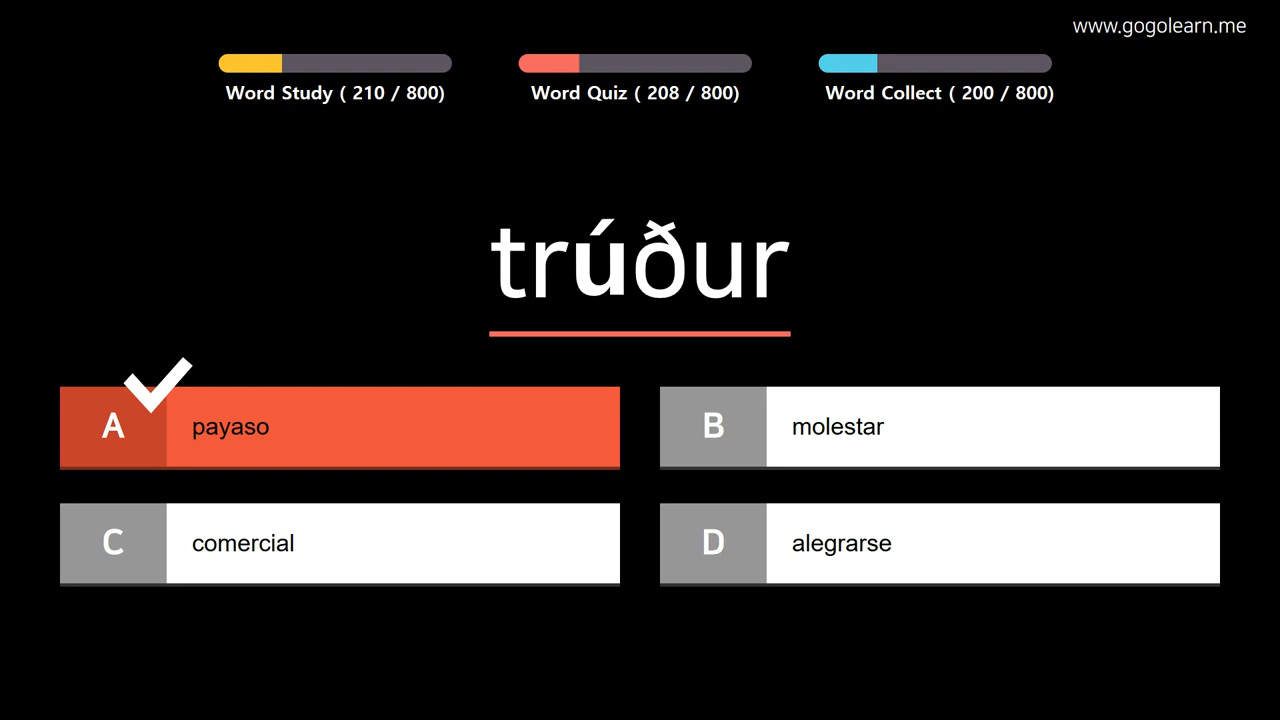 www.gogolearn.me
Word Study ( 210 / 800)
Word Quiz ( 208 / 800)
Word Collect ( 200 / 800)
trúður
A payaso
B molestar
C comercial
D alegrarse